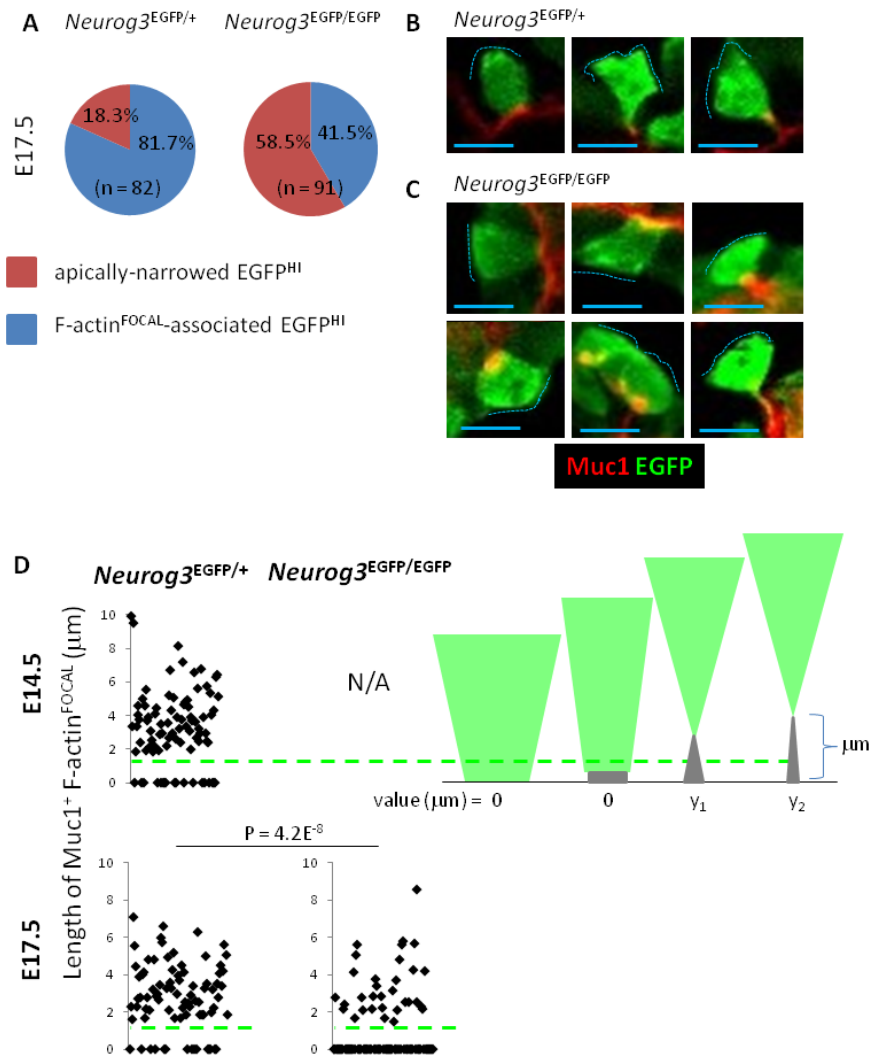 A
Neurog3EGFP/+
Neurog3EGFP/EGFP
E17.5
18.3%
81.7%
(n = 82)
58.5%
41.5%
(n = 91)
apically-narrowed EGFPHI
F-actinFOCAL-associated EGFPHI
B
Neurog3EGFP/+
C
Neurog3EGFP/EGFP
Muc1 EGFP
D
Neurog3EGFP/+
Neurog3EGFP/EGFP
E14.5
E17.5
Length of Muc1+ F-actinFOCAL (µm)
10
8
6
4
2
0
N/A
µm
value (µm) = 0
0
y1
y2
P = 4.2E-8
10
8
6
4
2
0
10
8
6
4
2
0